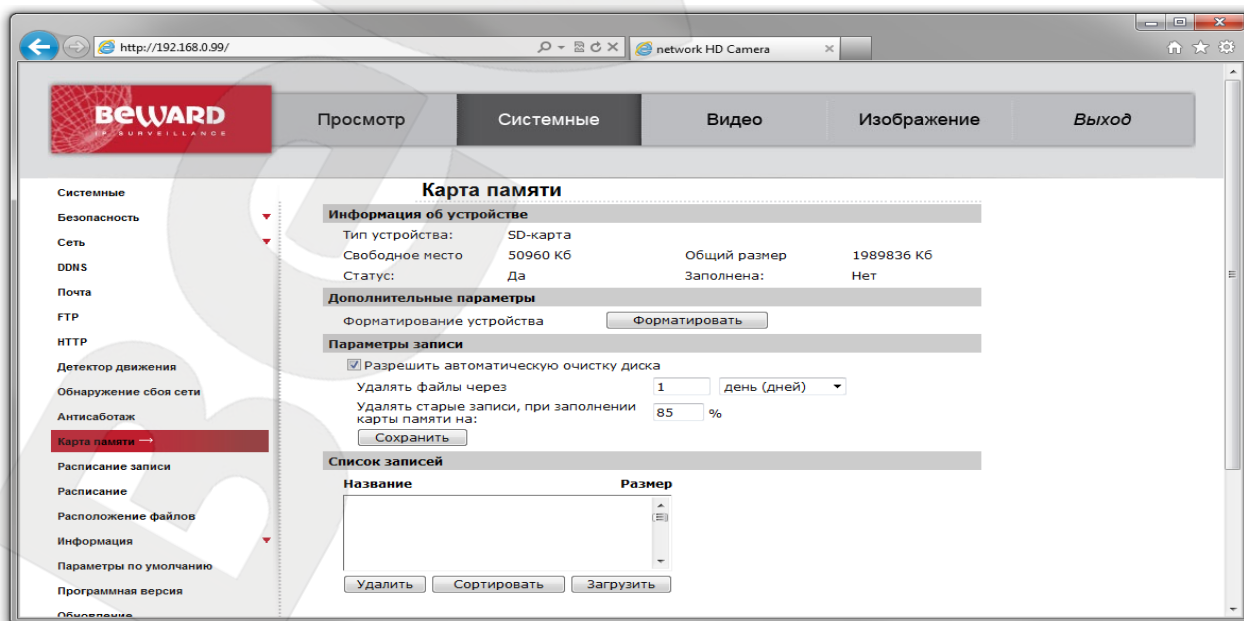 http://192.168.0.99/
network HD Camera
BEWARD
IP SURVEILLANCE
Просмотр
Системные
Видео
Изображение
Выход
Системные
Безопасность
Сеть
DDNS
Почта
FTP
HTTP
Детектор движения
Обнаружение сбоя сети
Антисаботаж
Карта памяти →
Расписание записи
Расписание
Расположение файлов
Информация
Параметры по умолчанию
Программная версия
Обновление
Карта памяти
Информация об устройстве
Тип устройства: SD-карта
Свободное место 50960 Кб Общий размер 1989836 Кб
Статус: Да Заполнена: Нет
Дополнительные параметры
Форматирование устройства Форматировать
Параметры записи
Разрешить автоматическую очистку диска
Удалять файлы через 1 день (дней)
Удалять старые записи, при заполнении
карты памяти на: 85 %
Сохранить
Список записей
Название Размер
Удалить Сортировать Загрузить